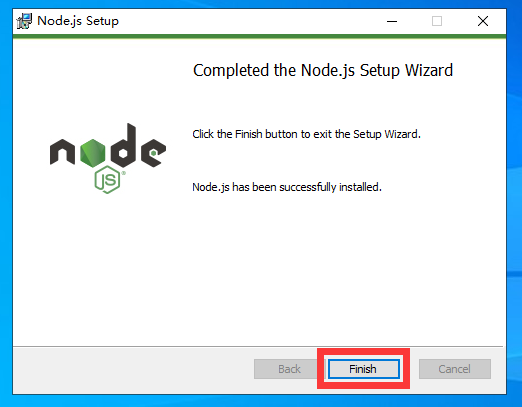 Node.js Setup
Completed the Node.js Setup Wizard
Click the Finish button to exit the Setup Wizard.
Node.js has been successfully installed.
node
JS
Back
Finish
Cancel